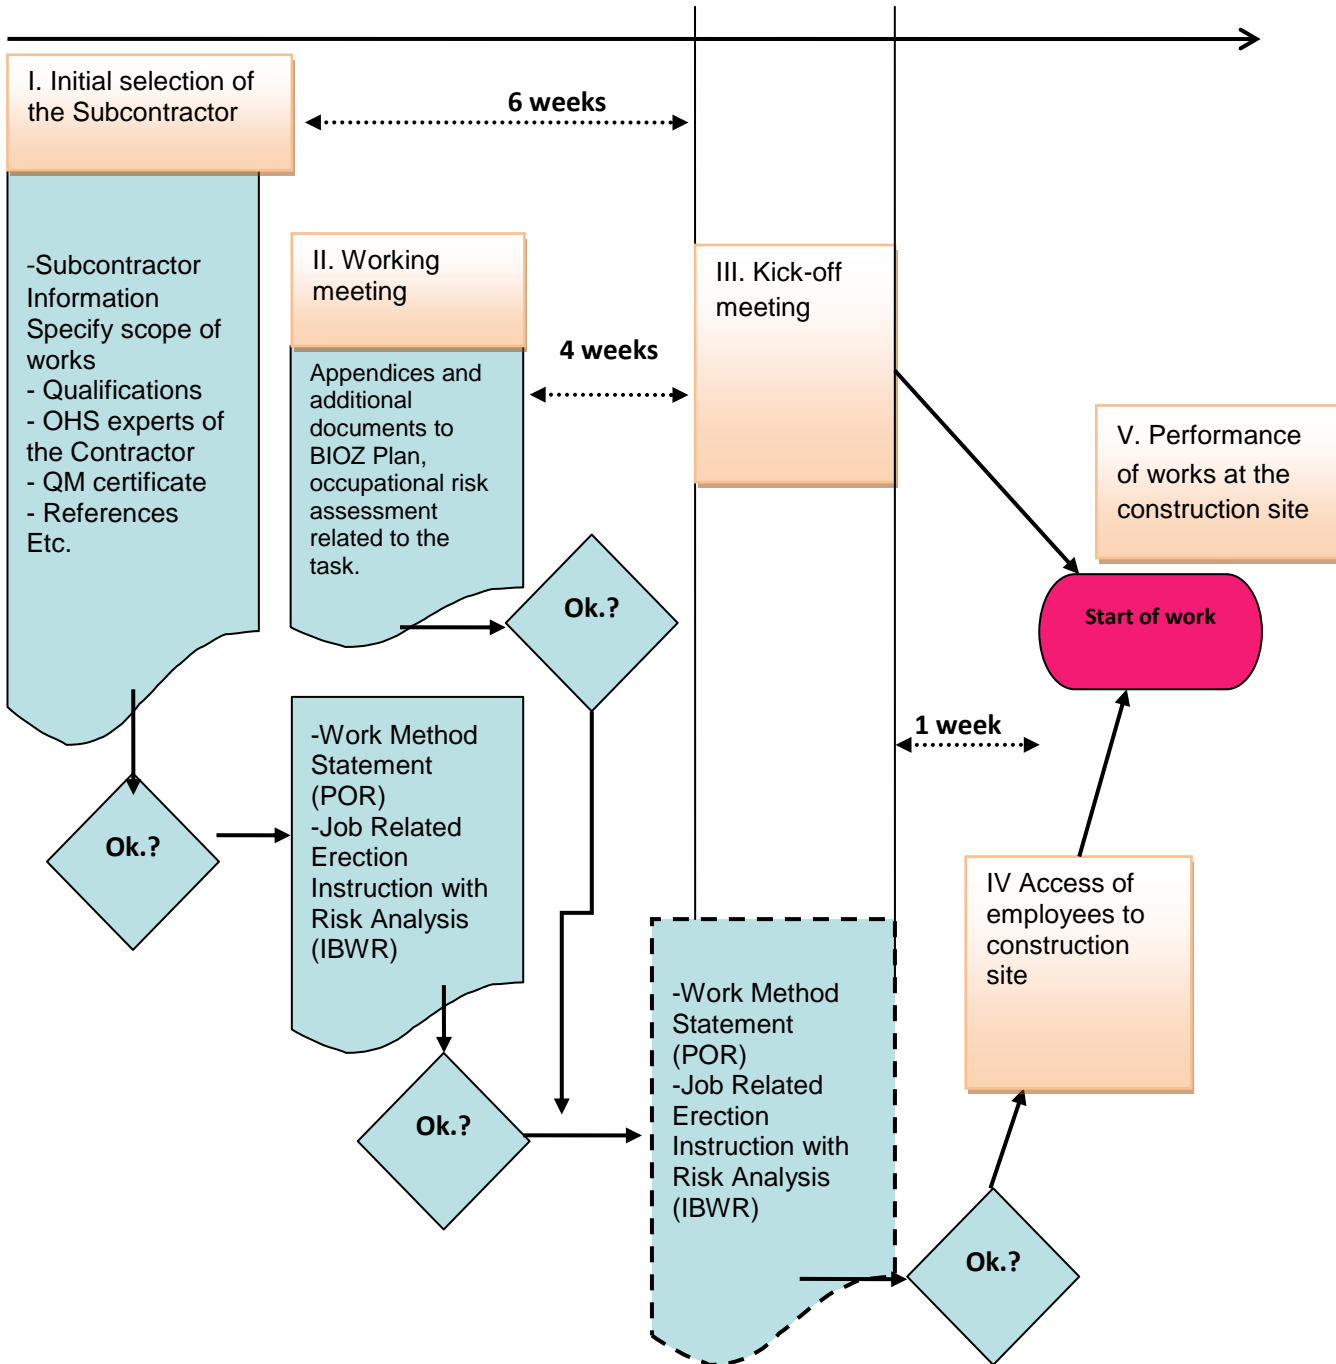 I. Initial selection of
the Subcontractor
6 weeks
-Subcontractor
Information
Specify scope of
works
- Qualifications
- OHS experts of
the Contractor
- QM certificate
- References
Etc.
II. Working
meeting
Appendices and
additional
documents to
BIOZ Plan,
occupational risk
assessment
related to the
task.
4 weeks
III. Kick-off
meeting
V. Performance
of works at the
construction site
Ok.?
Start of work
1 week
Ok.?
-Work Method
Statement
(POR)
-Job Related
Erection
Instruction with
Risk Analysis
(IBWR)
Ok.?
-Work Method
Statement
(POR)
-Job Related
Erection
Instruction with
Risk Analysis
(IBWR)
IV Access of
employees to
construction
site
Ok.?